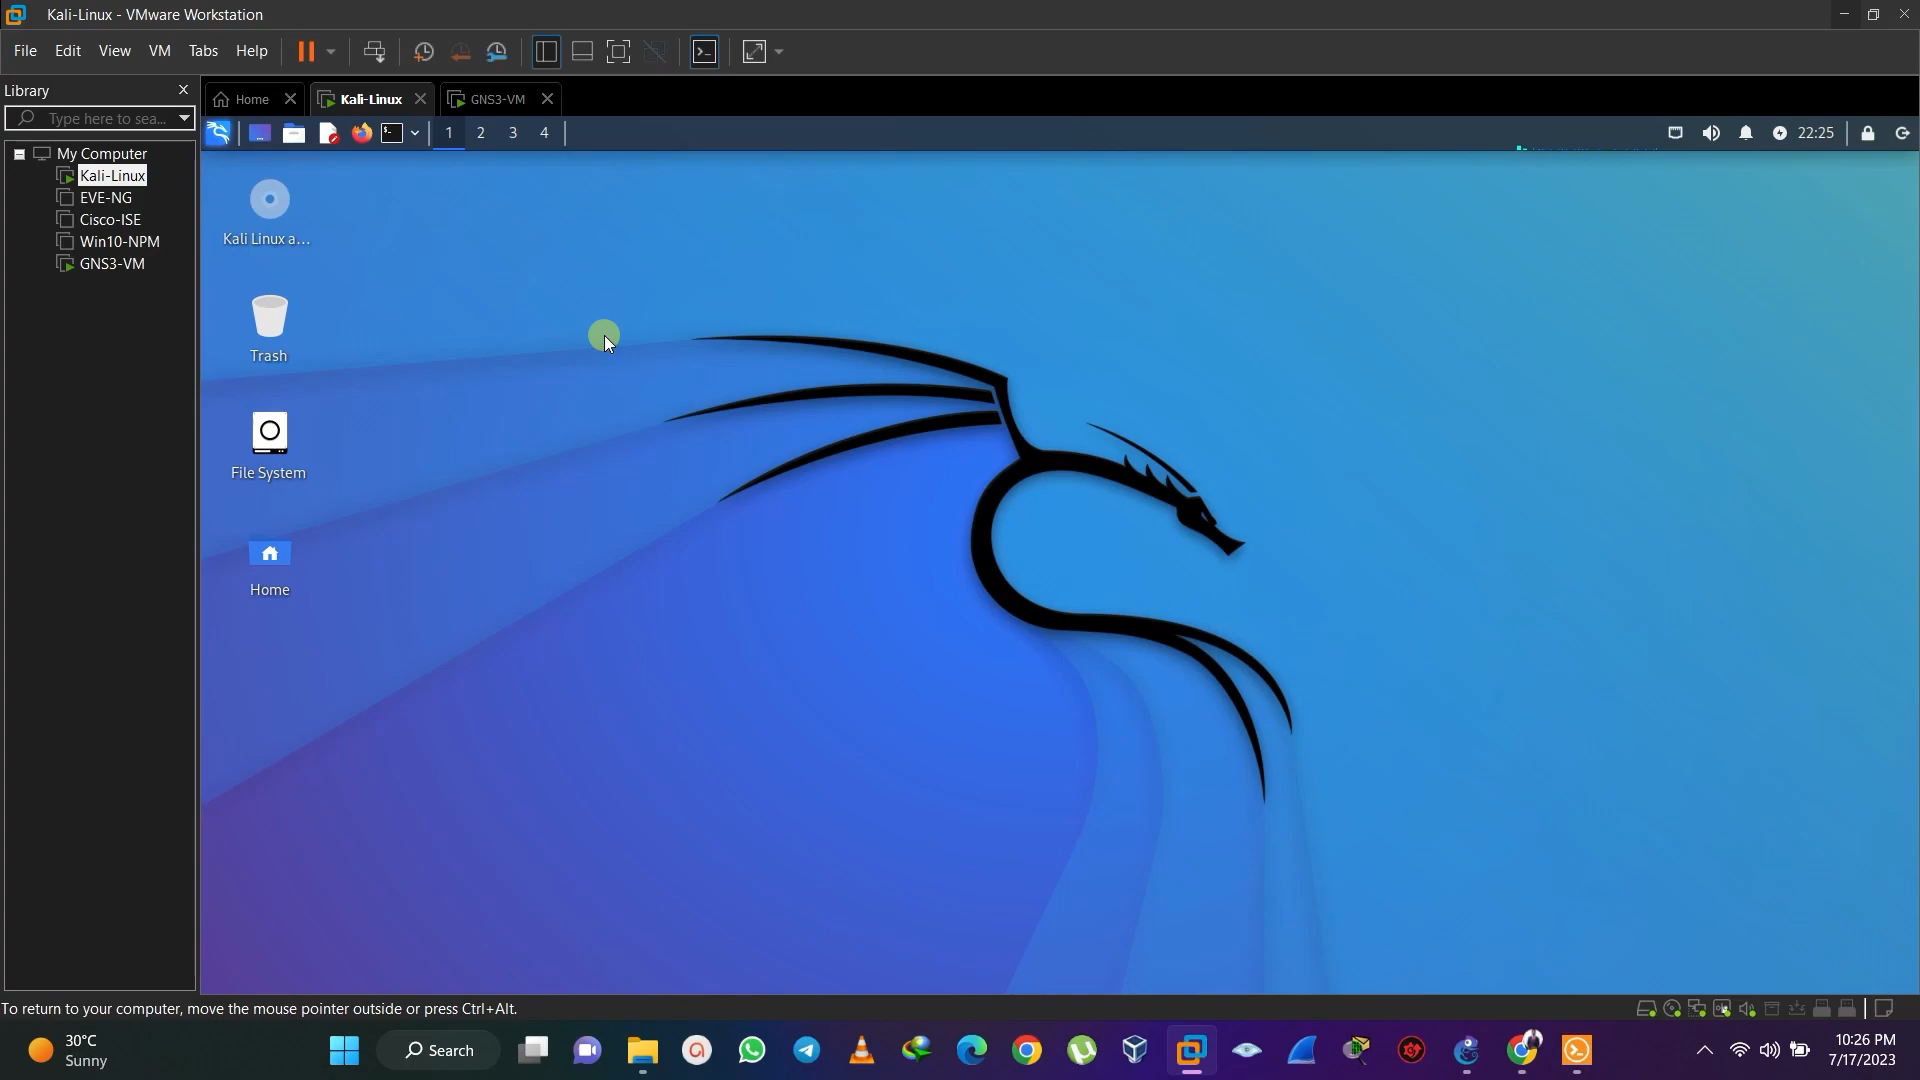 Kali-Linux - VMware Workstation
File Edit View VM Tabs Help
Library
Type here to sea...
Home Kali-Linux GNS3-VM
1 2 3 4
22:25
My Computer
Kali-Linux
EVE-NG
Cisco-ISE
Win10-NPM
GNS3-VM
Kali Linux a...
Trash
File System
Home
To return to your computer, move the mouse pointer outside or press Ctrl+Alt.
30°C
Sunny
Search
10:26 PM
7/17/2023